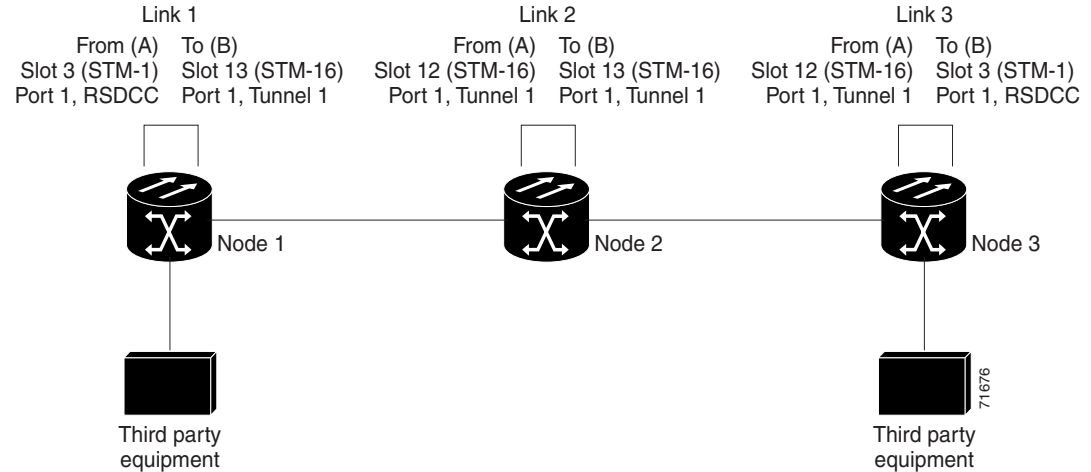 Link 1
From (A) To (B)
Slot 3 (STM-1) Slot 13 (STM-16)
Port 1, RSDCC Port 1, Tunnel 1
Link 2
From (A) To (B)
Slot 12 (STM-16) Slot 13 (STM-16)
Port 1, Tunnel 1 Port 1, Tunnel 1
Link 3
From (A) To (B)
Slot 12 (STM-16) Slot 3 (STM-1)
Port 1, Tunnel 1 Port 1, RSDCC
Node 1
Node 2
Node 3
Third party
equipment
Third party
equipment
71676